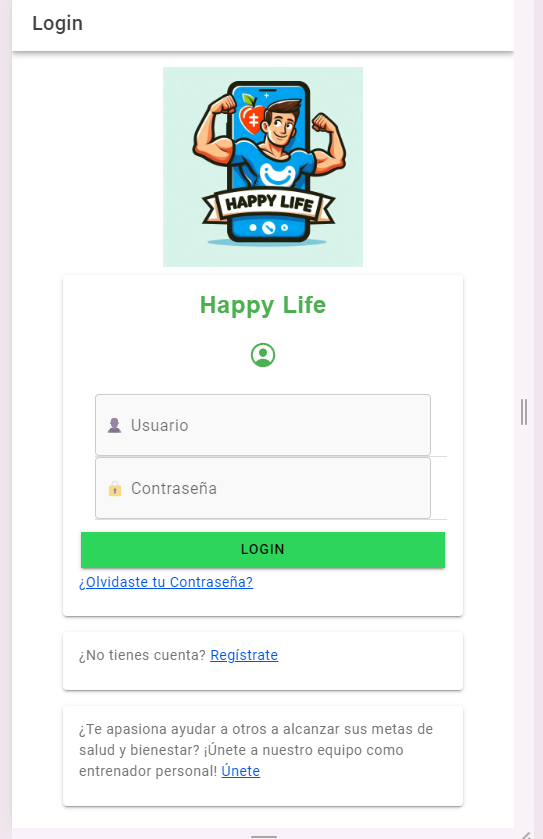 Login
HAPPY LIFE
Happy Life
Usuario
Contraseña
LOGIN
¿Olvidaste tu Contraseña?
¿No tienes cuenta? Regístrate
¿Te apasiona ayudar a otros a alcanzar sus metas de
salud y bienestar? ¡Únete a nuestro equipo como
entrenador personal! Únete